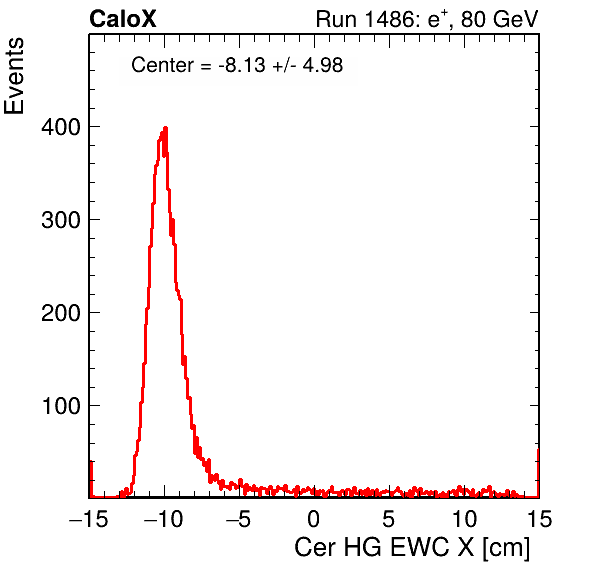 CaloX
Run 1486: e+, 80 GeV
Center = -8.13 +/- 4.98
Events
400
300
200
100
−15 −10 −5 0 5 10 15
Cer HG EWC X [cm]